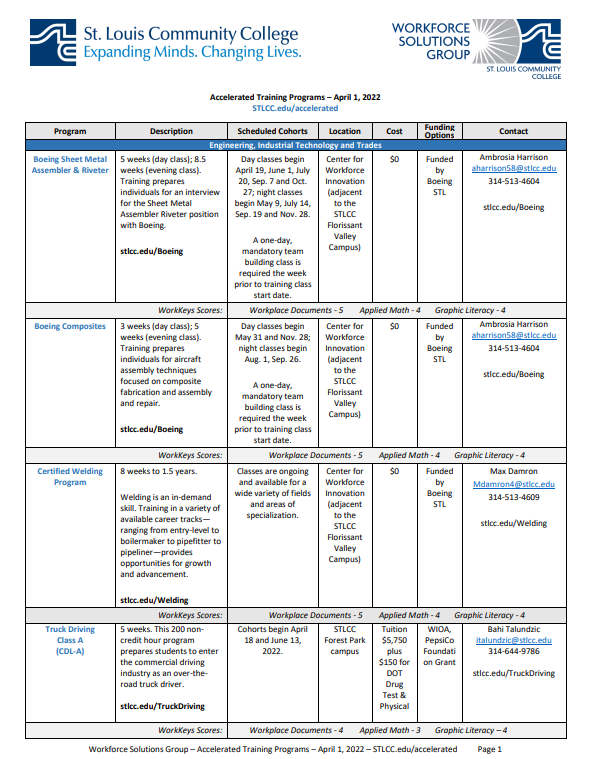 St. Louis Community College
Expanding Minds. Changing Lives.
WORKFORCE
SOLUTIONS
GROUP
ST. LOUIS COMMUNITY
COLLEGE
Accelerated Training Programs – April 1, 2022
STLCC.edu/accelerated
Program Description Scheduled Cohorts Location Cost Funding Options Contact
Engineering, Industrial Technology and Trades
Boeing Sheet Metal
Assembler & Riveter
5 weeks (day class); 8.5
weeks (evening class).
Training prepares
individuals for an interview
for the Sheet Metal
Assembler Riveter position
with Boeing.
stlcc.edu/Boeing
Day classes begin
April 19, June 1, July
20, Sep. 7 and Oct.
27; night classes
begin May 9, July 14,
Sep. 19 and Nov. 28.
A one-day,
mandatory team
building class is
required the week
prior to training class
start date.
Center for
Workforce
Innovation
(adjacent
to the
STLCC
Florissant
Valley
Campus)
$0
Funded
by
Boeing
STL
Ambrosia Harrison
aharrison58@stlcc.edu
314-513-4604
stlcc.edu/Boeing
WorkKeys Scores: Workplace Documents - 5 Applied Math - 4 Graphic Literacy - 4
Boeing Composites
3 weeks (day class); 5
weeks (evening class).
Training prepares
individuals for aircraft
assembly techniques
focused on composite
fabrication and assembly
and repair.
stlcc.edu/Boeing
Day classes begin
May 31 and Nov. 28;
night classes begin
Aug. 1, Sep. 26.
A one-day,
mandatory team
building class is
required the week
prior to training class
start date.
Center for
Workforce
Innovation
(adjacent
to the
STLCC
Florissant
Valley
Campus)
$0
Funded
by
Boeing
STL
Ambrosia Harrison
aharrison58@stlcc.edu
314-513-4604
stlcc.edu/Boeing
WorkKeys Scores: Workplace Documents - 5 Applied Math - 4 Graphic Literacy - 4
Certified Welding
Program
8 weeks to 1.5 years.
Welding is an in-demand
skill. Training in a variety of
available career tracks—
ranging from entry-level to
boilermaker to pipefitter to
pipeliner—provides
opportunities for growth
and advancement.
stlcc.edu/Welding
Classes are ongoing
and available for a
wide variety of fields
and areas of
specialization.
Center for
Workforce
Innovation
(adjacent
to the
STLCC
Florissant
Valley
Campus)
$0
Funded
by
Boeing
STL
Max Damron
Mdamron4@stlcc.edu
314-513-4609
stlcc.edu/Welding
WorkKeys Scores: Workplace Documents - 5 Applied Math - 4 Graphic Literacy - 4
Truck Driving
Class A
(CDL-A)
5 weeks. This 200 non-
credit hour program
prepares students to enter
the commercial driving
industry as an over-the-
road truck driver.
stlcc.edu/TruckDriving
Cohorts begin April
18 and June 13,
2022.
STLCC
Forest Park
campus
Tuition
$5,750
plus
$150 for
DOT
Drug
Test &
Physical
WIOA,
PepsiCo
Foundati
on Grant
Bahi Talundzic
italundzic@stlcc.edu
314-644-9786
stlcc.edu/TruckDriving
WorkKeys Scores: Workplace Documents - 4 Applied Math - 3 Graphic Literacy – 4
Workforce Solutions Group – Accelerated Training Programs – April 1, 2022 – STLCC.edu/accelerated Page 1